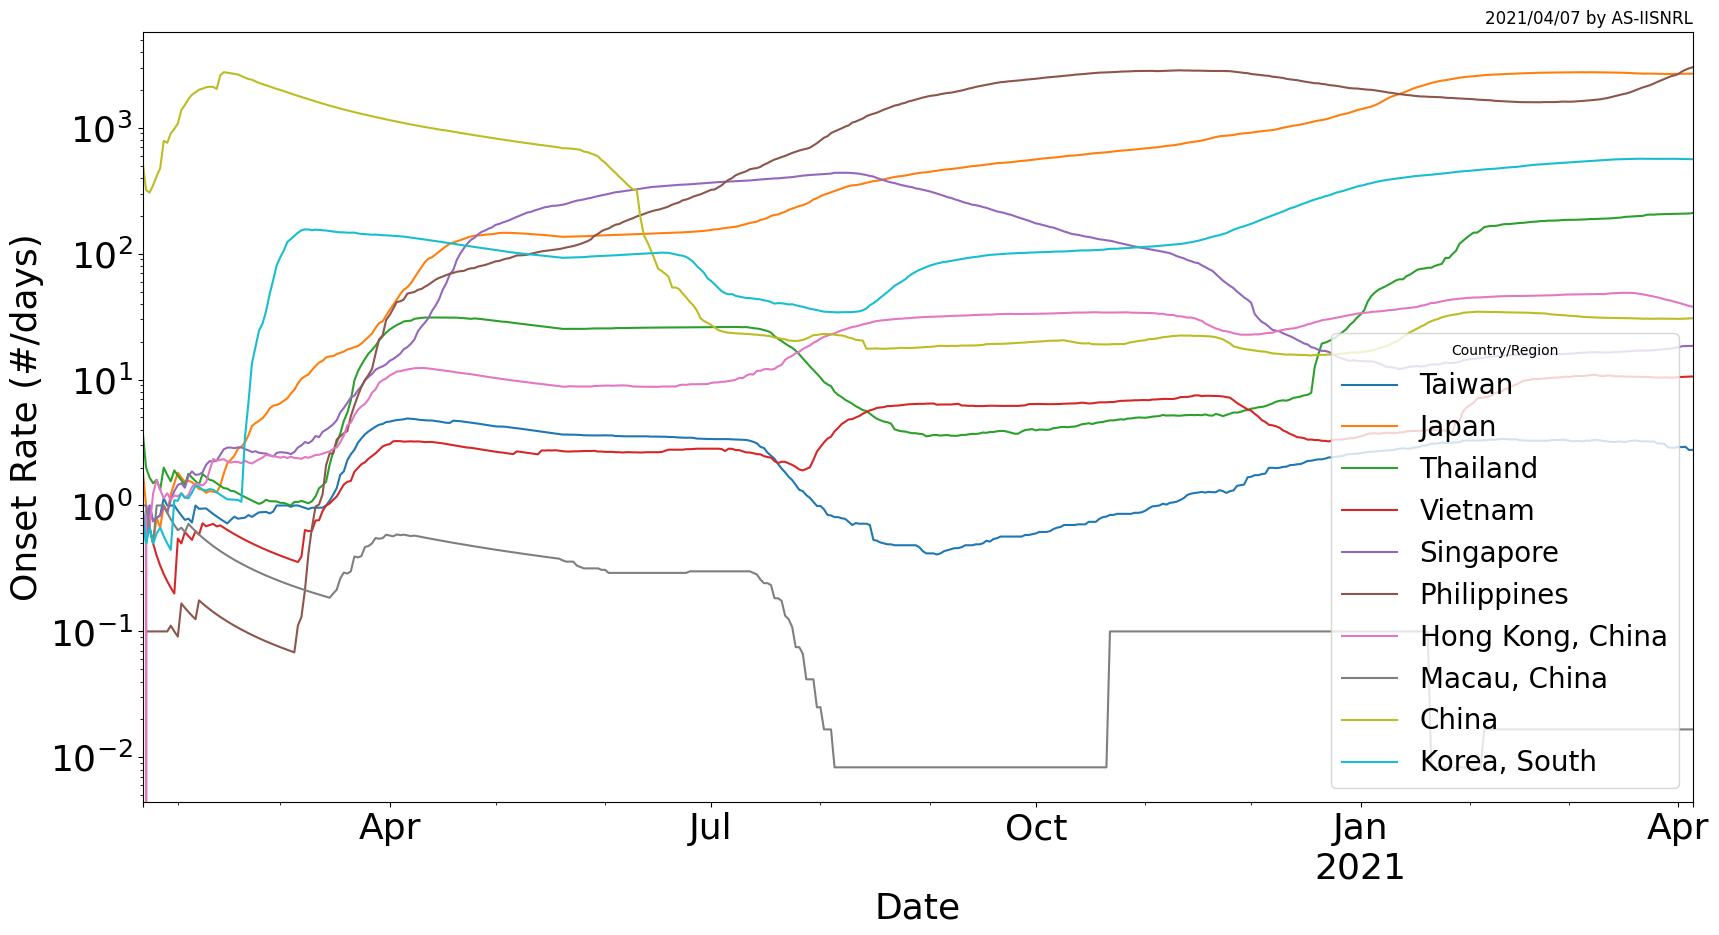 2021/04/07 by AS-IISNRL
Onset Rate (#/days)
10³
10²
10¹
10⁰
10⁻¹
10⁻²
Country/Region
Taiwan
Japan
Thailand
Vietnam
Singapore
Philippines
Hong Kong, China
Macau, China
China
Korea, South
Apr Jul Oct Jan Apr
2021
Date